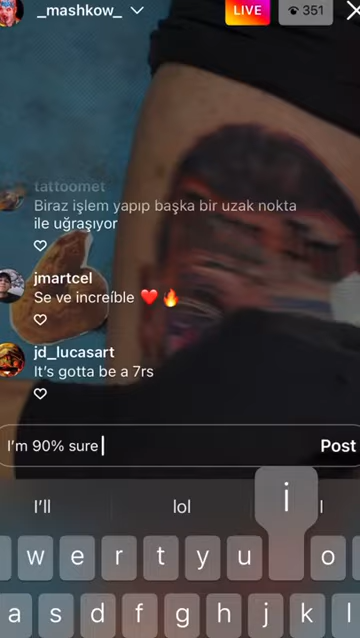 _mashkow_
LIVE
351
tattoomet
Biraz işlem yapıp başka bir uzak nokta
ile uğraşıyor
jmartcel
Se ve increíble ❤️🔥
jd_lucasart
It's gotta be a 7rs
I'm 90% sure
Post
I'll
lol
i
w e r t y u o
a s d f g h j k l